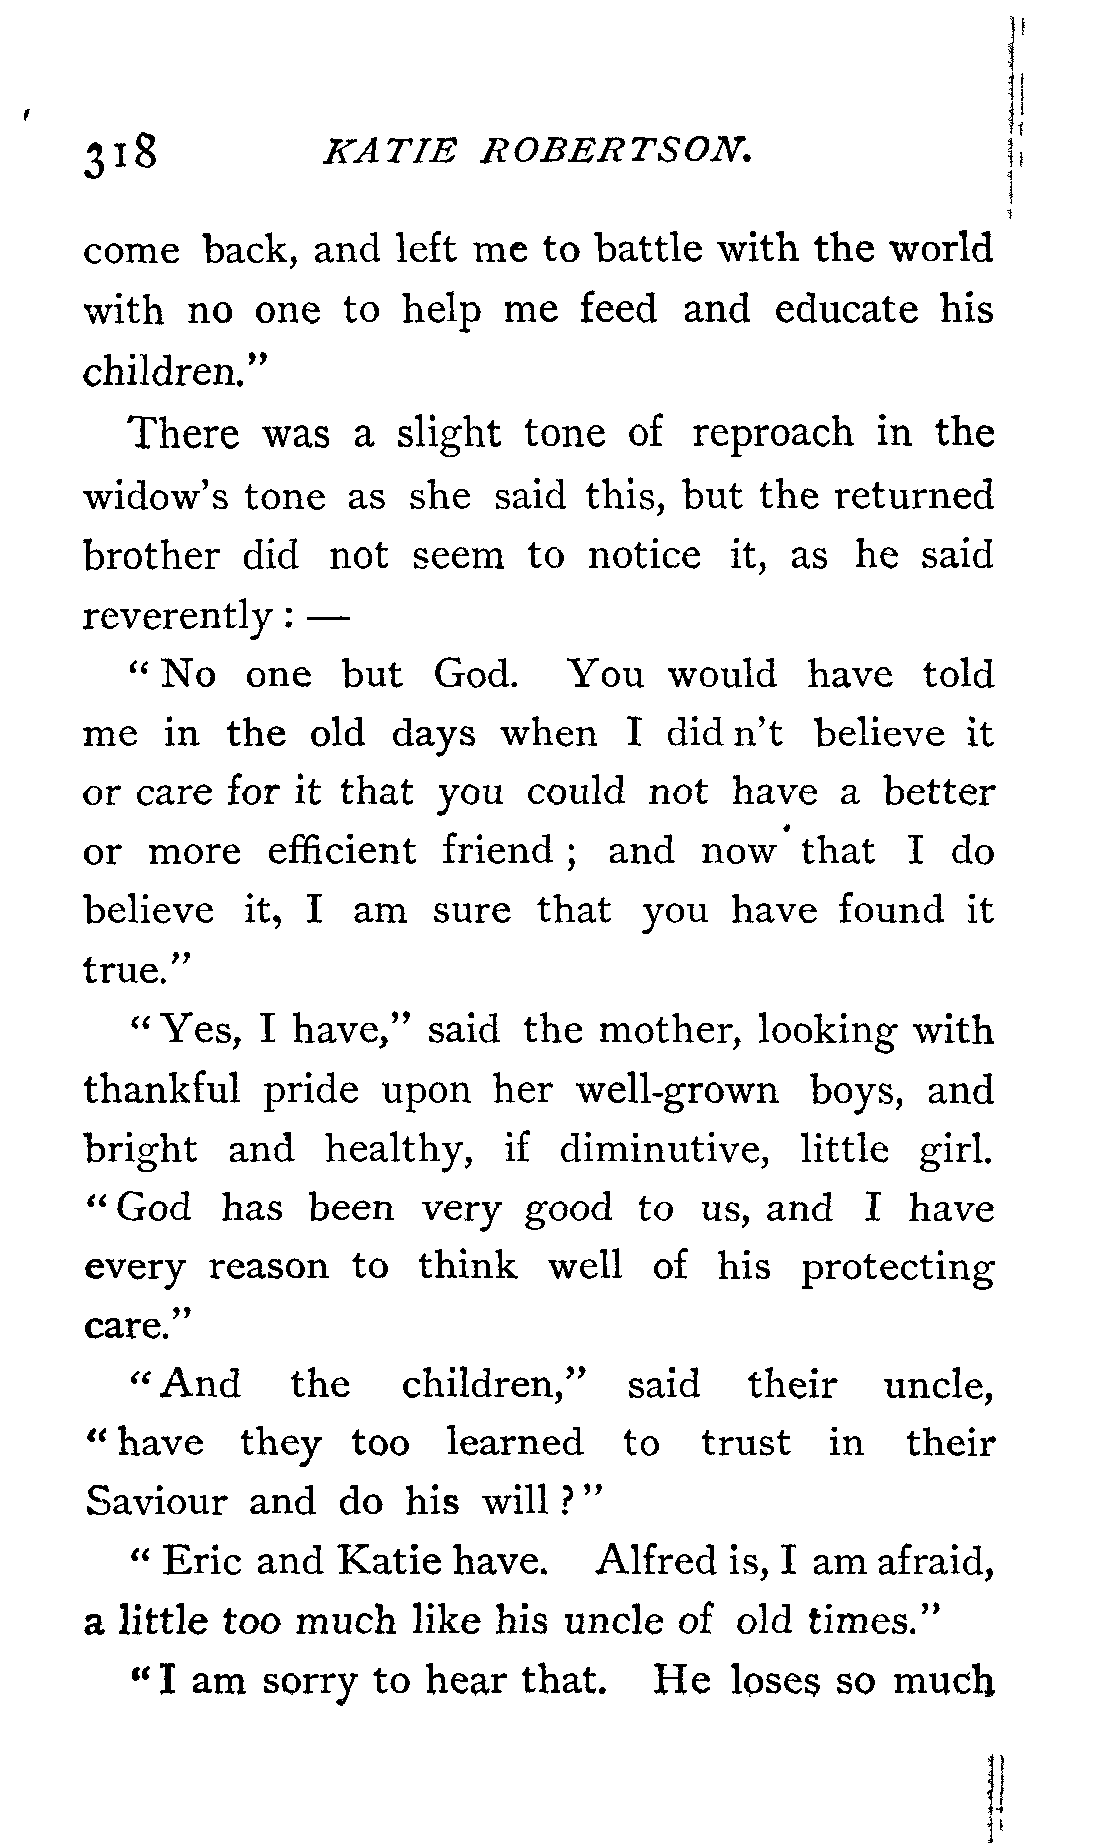 318 KATIE ROBERTSON.
come back, and left me to battle with the world
with no one to help me feed and educate his
children."
There was a slight tone of reproach in the
widow's tone as she said this, but the returned
brother did not seem to notice it, as he said
reverently : —
" No one but God. You would have told
me in the old days when I did n't believe it
or care for it that you could not have a better
or more efficient friend ; and now that I do
believe it, I am sure that you have found it
true."
" Yes, I have," said the mother, looking with
thankful pride upon her well-grown boys, and
bright and healthy, if diminutive, little girl.
" God has been very good to us, and I have
every reason to think well of his protecting
care."
" And the children," said their uncle,
" have they too learned to trust in their
Saviour and do his will ? "
" Eric and Katie have. Alfred is, I am afraid,
a little too much like his uncle of old times."
" I am sorry to hear that. He loses so much